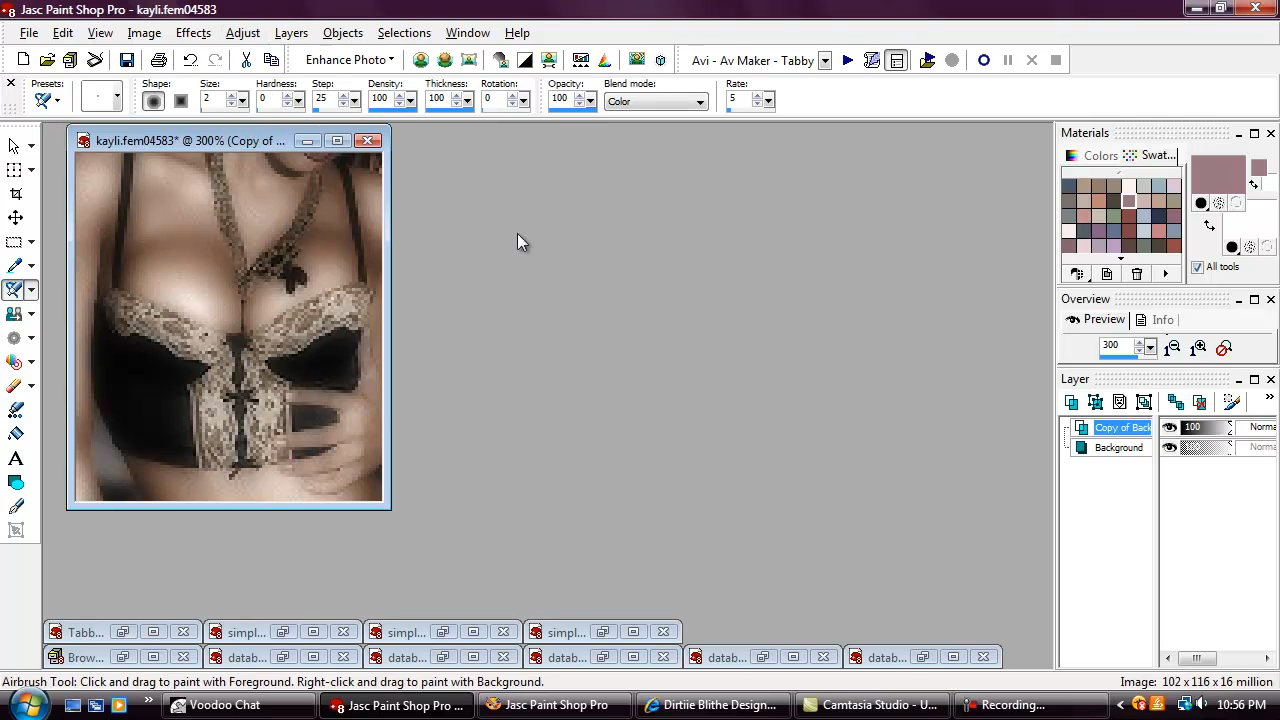 Jasc Paint Shop Pro - kayli.fem04583
File Edit View Image Effects Adjust Layers Objects Selections Window Help
Enhance Photo Avi - Av Maker - Tabby
Presets: Shape: Size: Hardness: Step: Density: Thickness: Rotation: Opacity: Blend mode: Rate:
2 0 25 100 100 0 100 Color 5
kayli.fem04583* @ 300% (Copy of ...
Materials
Colors Swat...
All tools
Overview
Preview Info
300
Layer
Copy of Back 100 Norma
Background Norma
Tabb... simpl... simpl... simpl...
Brow... datab... datab... datab... datab... datab...
Airbrush Tool: Click and drag to paint with Foreground. Right-click and drag to paint with Background.
Image: 102 x 116 x 16 million
Voodoo Chat Jasc Paint Shop Pro ... Jasc Paint Shop Pro Dirtiie Blithe Design... Camtasia Studio - U... Recording... 10:56 PM